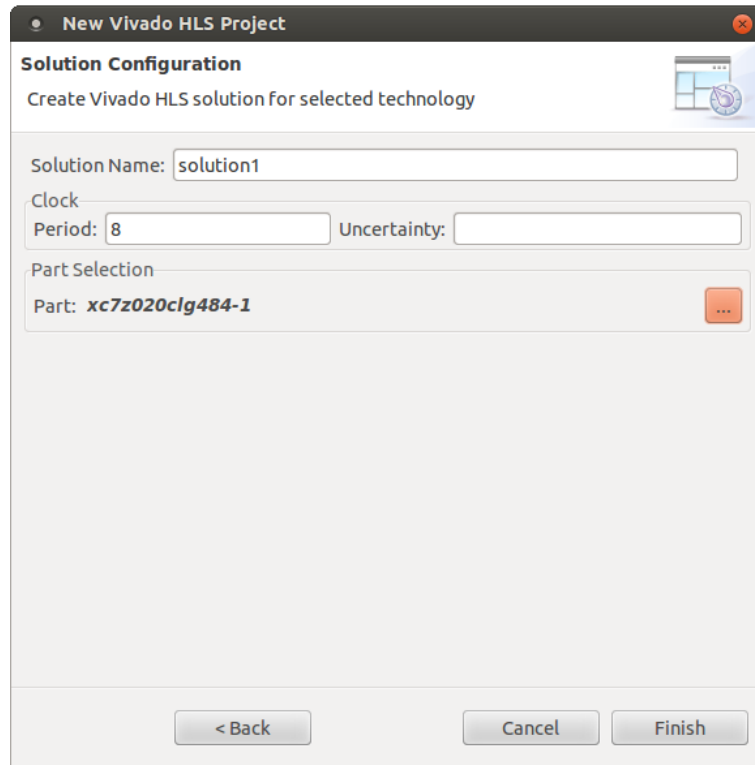 New Vivado HLS Project
Solution Configuration
Create Vivado HLS solution for selected technology
Solution Name: solution1
Clock
Period: 8 Uncertainty:
Part Selection
Part: xc7z020clg484-1 ...
< Back Cancel Finish